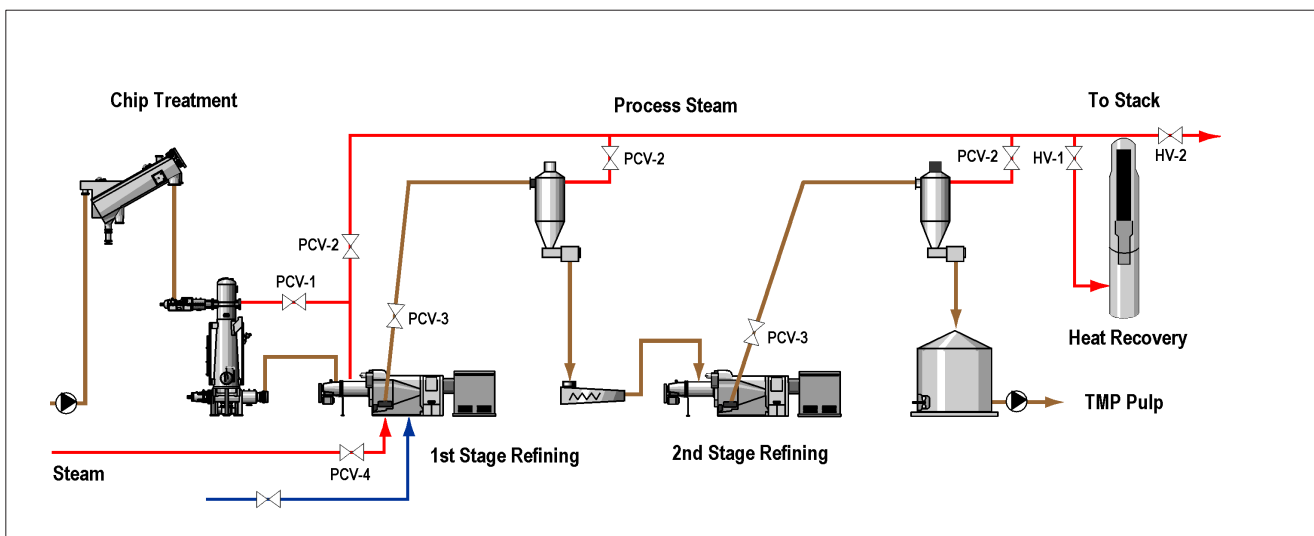 Chip Treatment
Process Steam
To Stack
PCV-2
PCV-2
HV-1
HV-2
PCV-2
PCV-1
PCV-3
PCV-3
Heat Recovery
TMP Pulp
1st Stage Refining
2nd Stage Refining
Steam
PCV-4